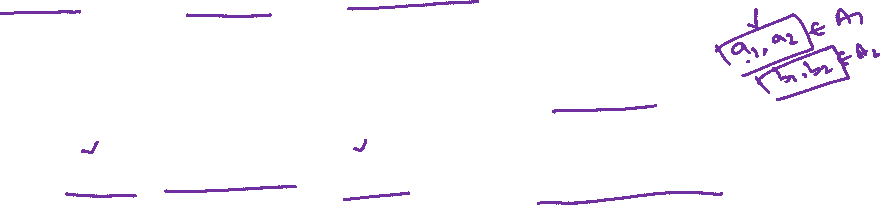 a₁, a₂ ∈ A₁
b₁, b₂ ∈ A₂